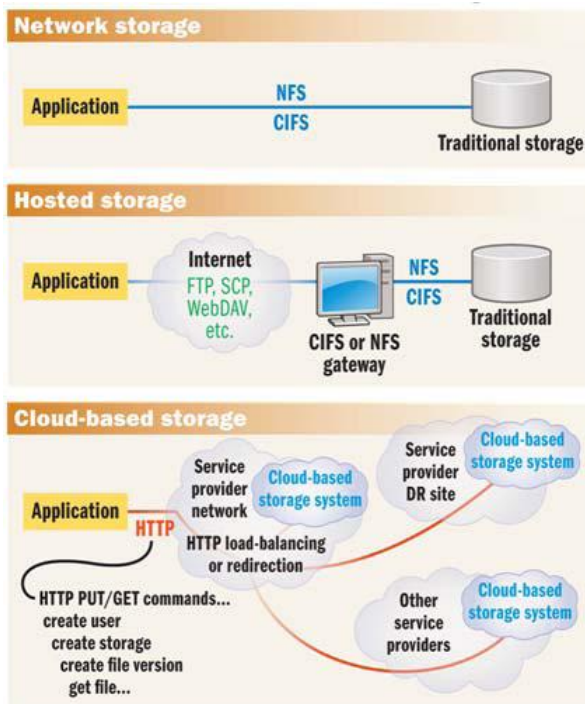 Network storage
Application
NFS
CIFS
Traditional storage
Hosted storage
Application
Internet
FTP, SCP,
WebDAV,
etc.
CIFS or NFS
gateway
NFS
CIFS
Traditional
storage
Cloud-based storage
Application
HTTP
Service
provider
network
Cloud-based
storage system
HTTP load-balancing
or redirection
Service
provider
DR site
Cloud-based
storage system
Other
service
providers
Cloud-based
storage system
HTTP PUT/GET commands...
create user
create storage
create file version
get file...